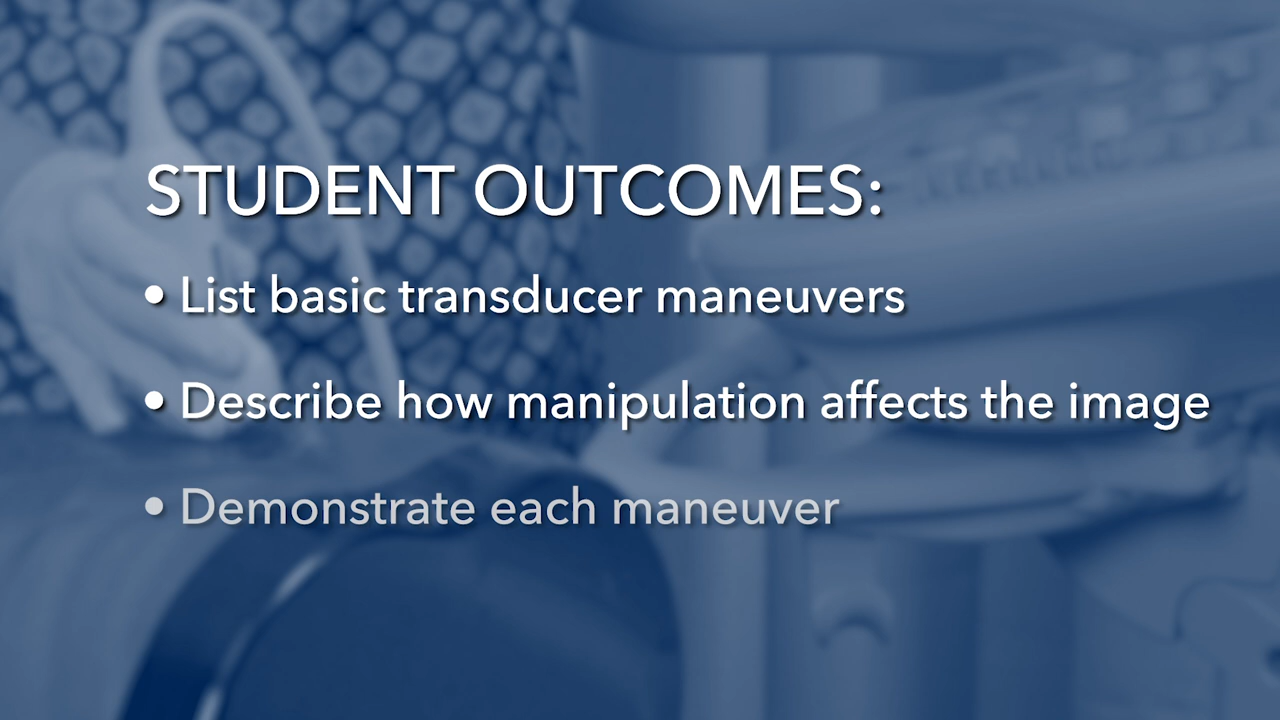 STUDENT OUTCOMES:
• List basic transducer maneuvers
• Describe how manipulation affects the image
• Demonstrate each maneuver